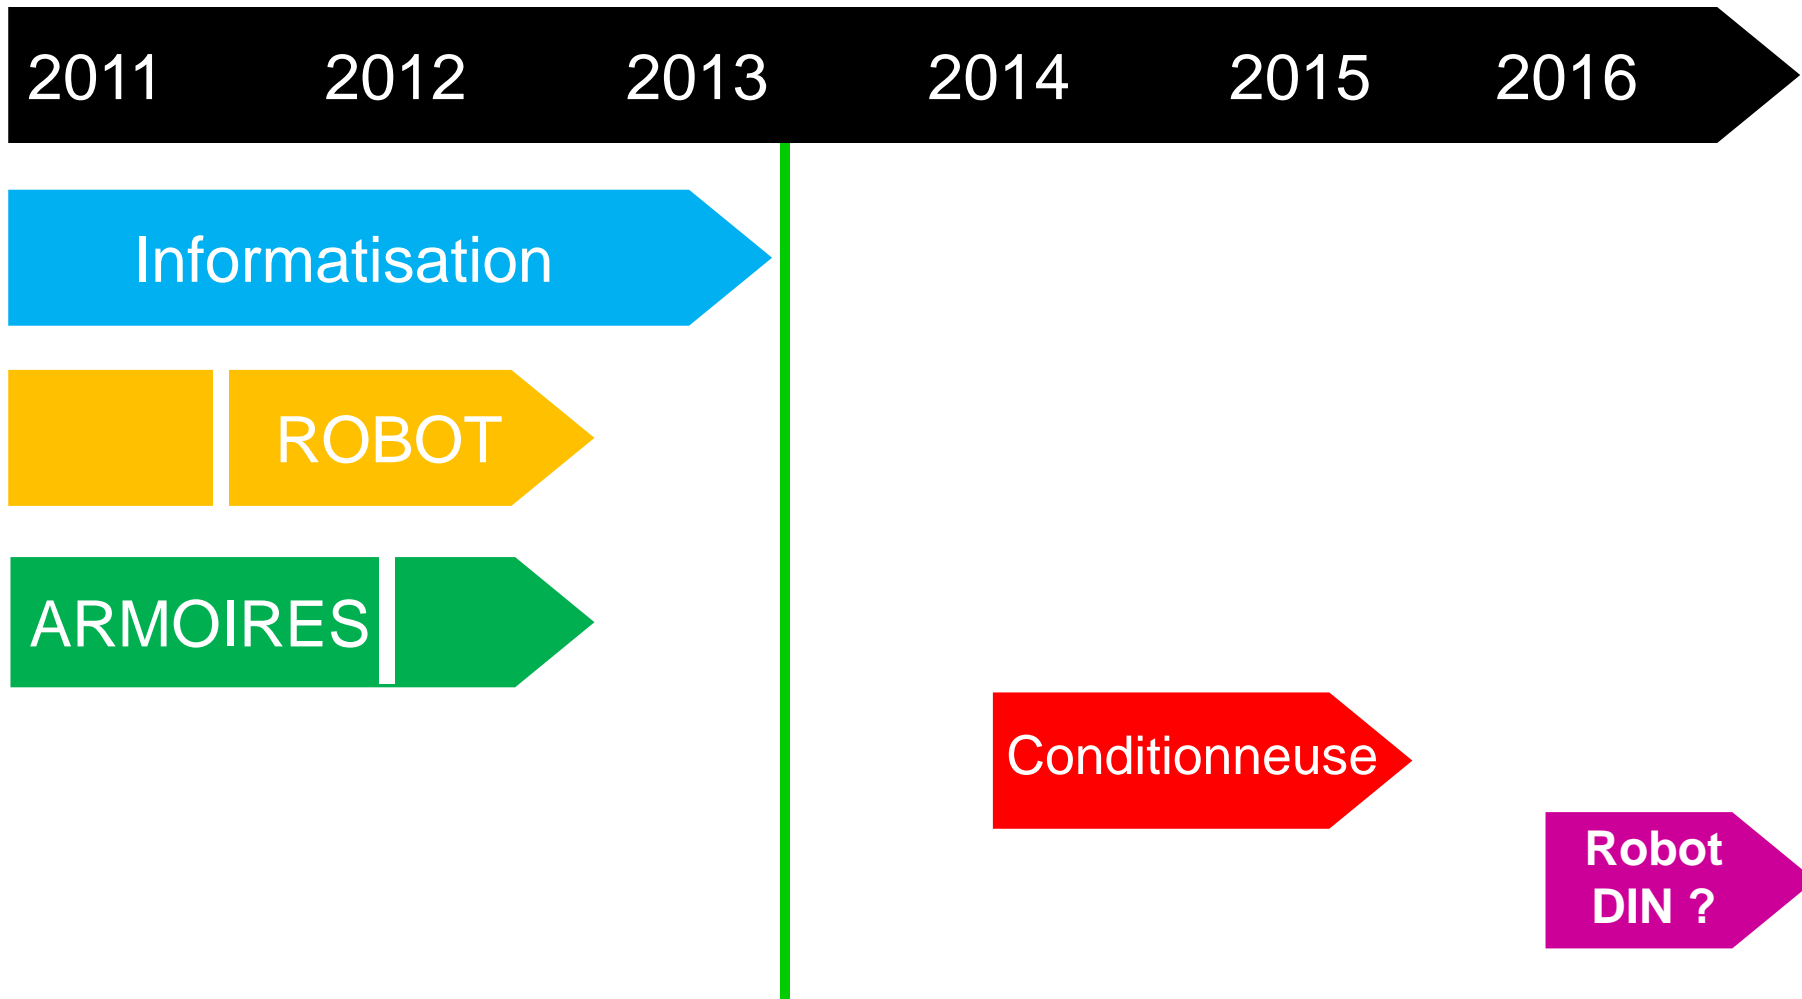 2011 2012 2013 2014 2015 2016
Informatisation
ROBOT
ARMOIRES
Conditionneuse
Robot
DIN ?